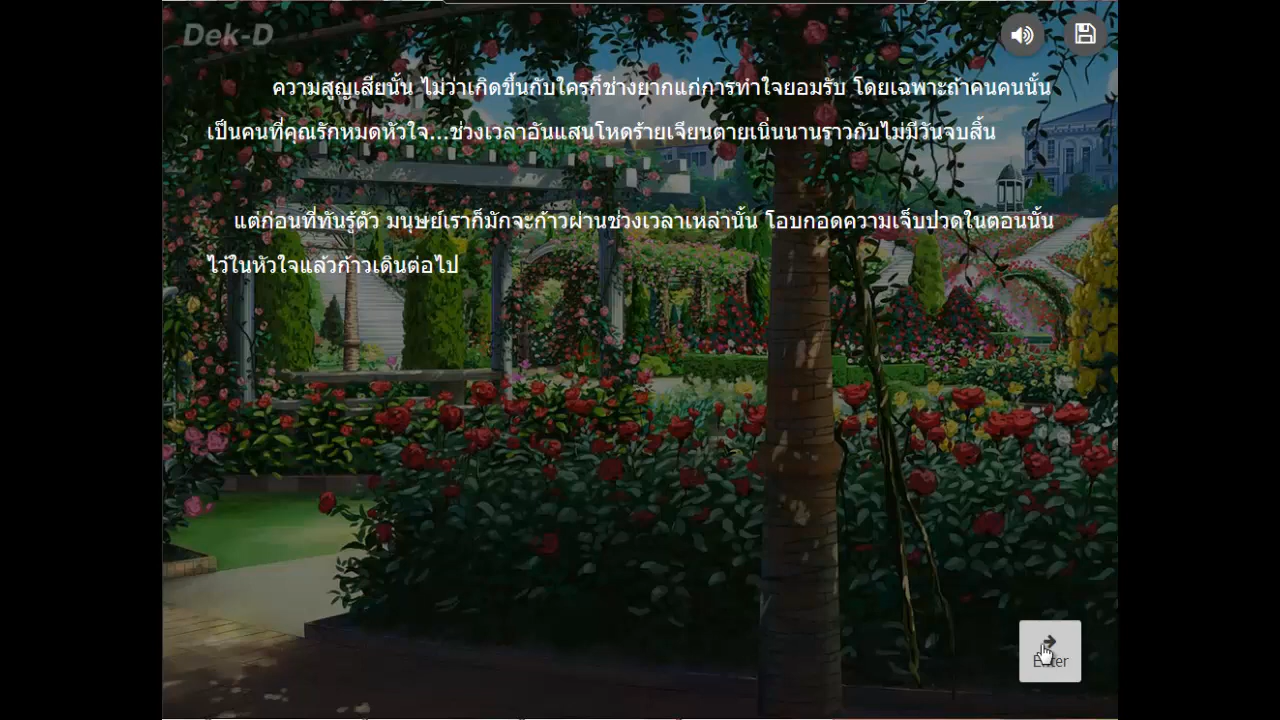 Dek-D
ความสูญเสียนั้น ไม่ว่าเกิดขึ้นกับใครก็ช่างยากแก่การทำใจยอมรับ โดยเฉพาะถ้าคนคนนั้น
เป็นคนที่คุณรักหมดหัวใจ...ช่วงเวลาอันแสนโหดร้ายเจียนตายเนิ่นนานราวกับไม่มีวันจบสิ้น
แต่ก่อนที่ทันรู้ตัว มนุษย์เราก็มักจะก้าวผ่านช่วงเวลาเหล่านั้น โอบกอดความเจ็บปวดในตอนนั้น
ไว้ในหัวใจแล้วก้าวเดินต่อไป
Enter